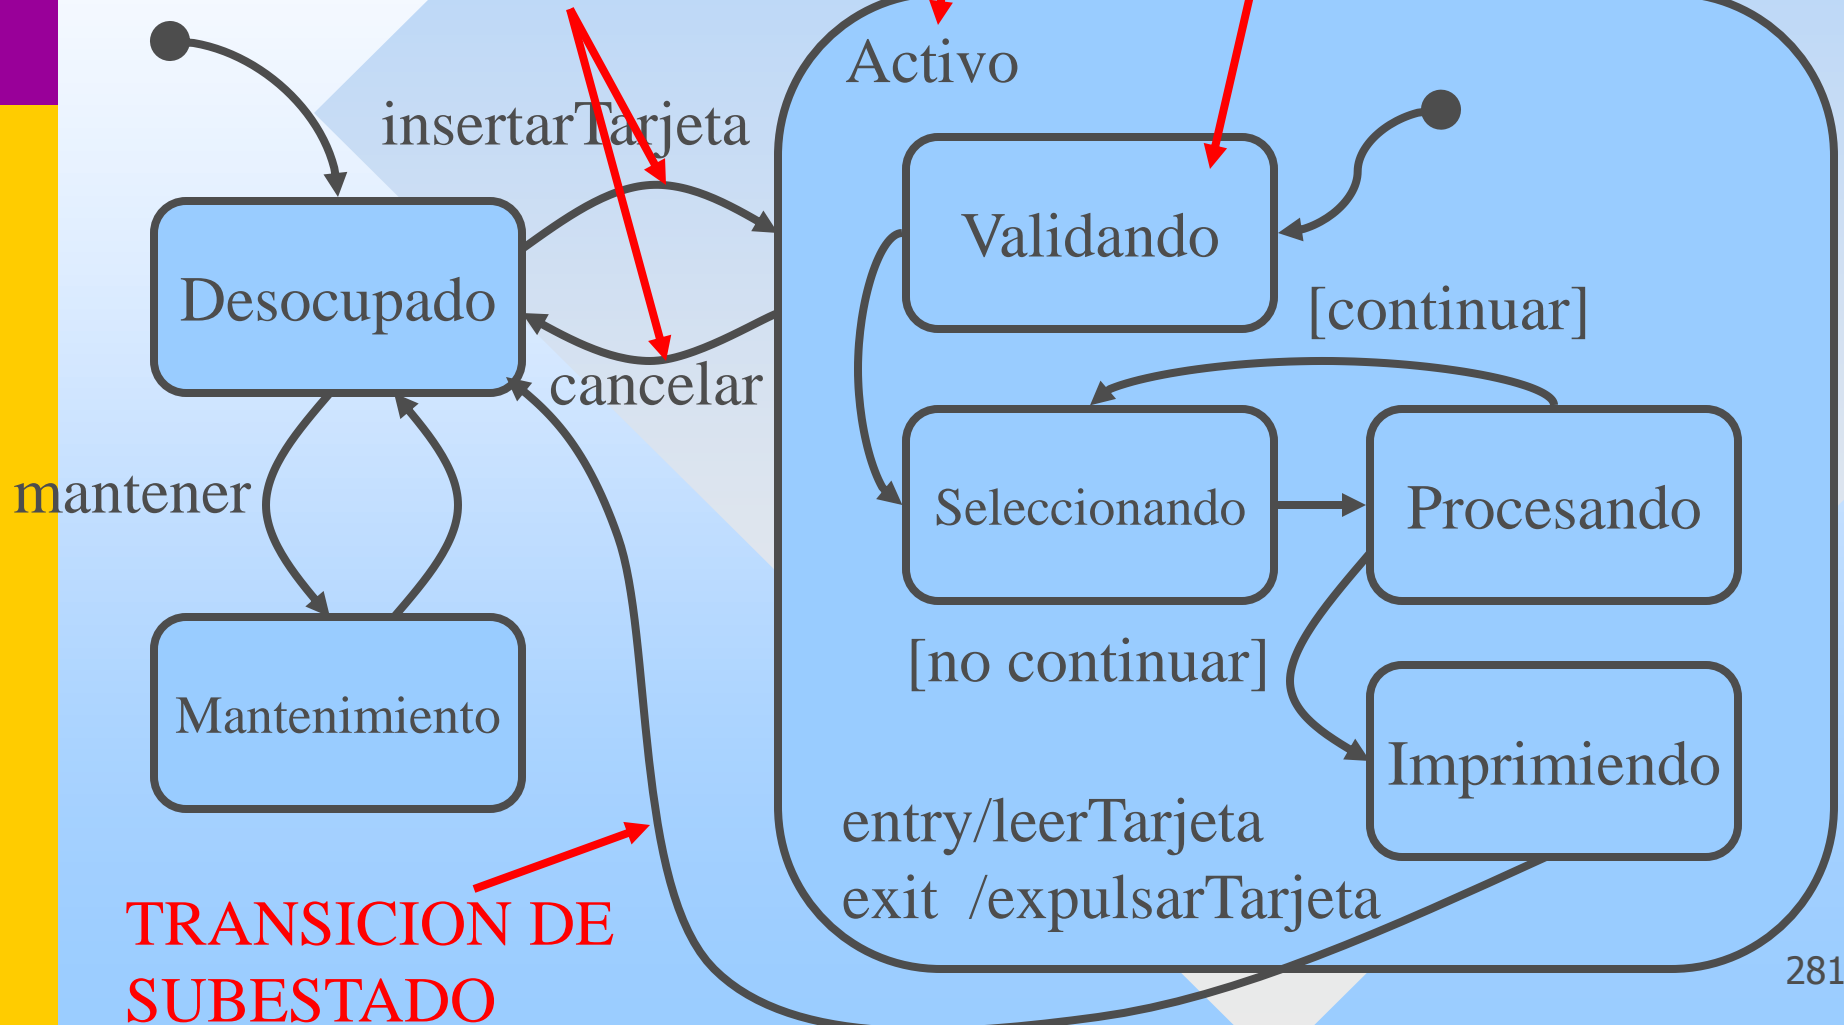 Activo
insertarTarjeta
Validando
Desocupado
[continuar]
cancelar
mantener
Seleccionando
Procesando
[no continuar]
Mantenimiento
Imprimiendo
entry/leerTarjeta
exit /expulsarTarjeta
TRANSICION DE
SUBESTADO
281